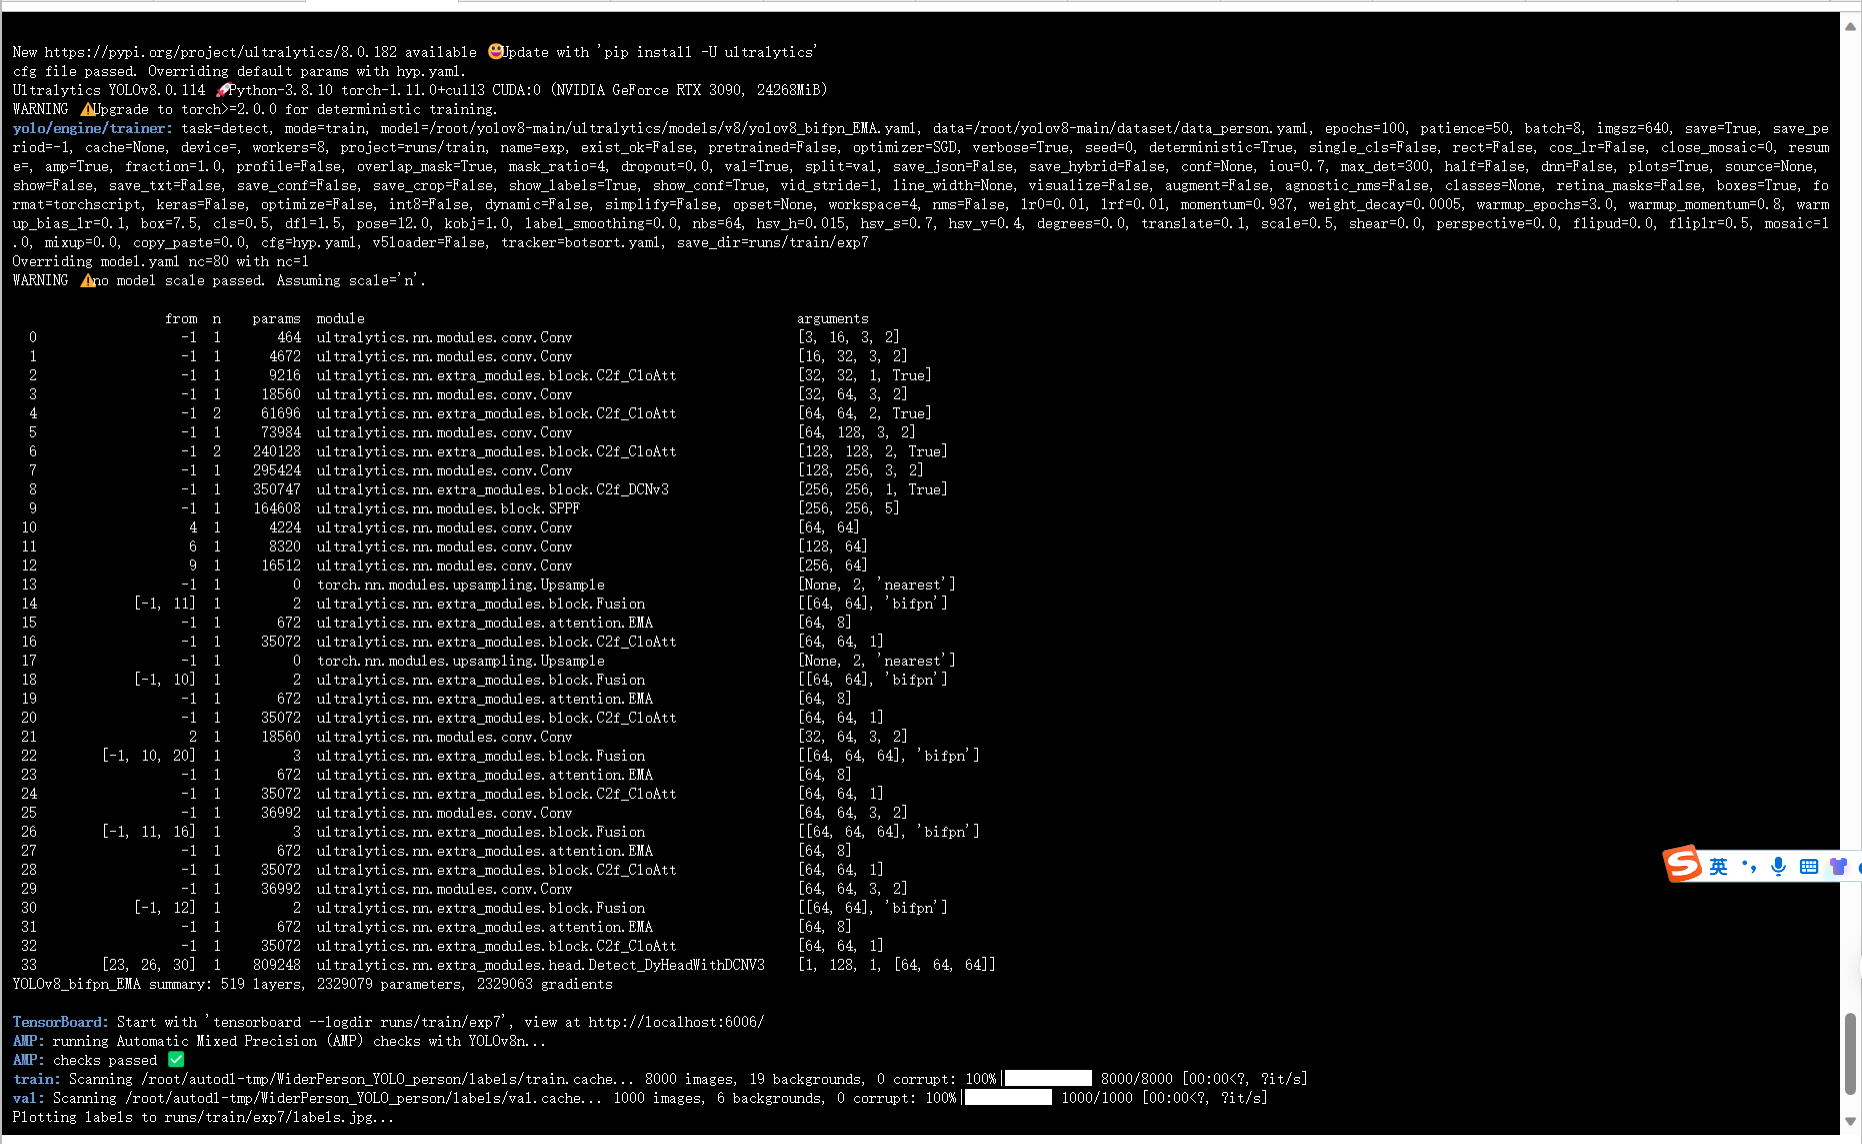 New https://pypi.org/project/ultralytics/8.0.182 available 😃Update with 'pip install -U ultralytics'
cfg file passed. Overriding default params with hyp.yaml.
Ultralytics YOLOv8.0.114 🚀Python-3.8.10 torch-1.11.0+cu113 CUDA:0 (NVIDIA GeForce RTX 3090, 24268MiB)
WARNING ⚠️Upgrade to torch>=2.0.0 for deterministic training.
yolo/engine/trainer: task=detect, mode=train, model=/root/yolov8-main/ultralytics/models/v8/yolov8_bifpn_EMA.yaml, data=/root/yolov8-main/dataset/data_person.yaml, epochs=100, patience=50, batch=8, imgsz=640, save=True, save_pe
riod=-1, cache=None, device=, workers=8, project=runs/train, name=exp, exist_ok=False, pretrained=False, optimizer=SGD, verbose=True, seed=0, deterministic=True, single_cls=False, rect=False, cos_lr=False, close_mosaic=0, resum
e=, amp=True, fraction=1.0, profile=False, overlap_mask=True, mask_ratio=4, dropout=0.0, val=True, split=val, save_json=False, save_hybrid=False, conf=None, iou=0.7, max_det=300, half=False, dnn=False, plots=True, source=None,
show=False, save_txt=False, save_conf=False, save_crop=False, show_labels=True, show_conf=True, vid_stride=1, line_width=None, visualize=False, augment=False, agnostic_nms=False, classes=None, retina_masks=False, boxes=True, fo
rmat=torchscript, keras=False, optimize=False, int8=False, dynamic=False, simplify=False, opset=None, workspace=4, nms=False, lr0=0.01, lrf=0.01, momentum=0.937, weight_decay=0.0005, warmup_epochs=3.0, warmup_momentum=0.8, warm
up_bias_lr=0.1, box=7.5, cls=0.5, dfl=1.5, pose=12.0, kobj=1.0, label_smoothing=0.0, nbs=64, hsv_h=0.015, hsv_s=0.7, hsv_v=0.4, degrees=0.0, translate=0.1, scale=0.5, shear=0.0, perspective=0.0, flipud=0.0, fliplr=0.5, mosaic=1
.0, mixup=0.0, copy_paste=0.0, cfg=hyp.yaml, v5loader=False, tracker=botsort.yaml, save_dir=runs/train/exp7
Overriding model.yaml nc=80 with nc=1
WARNING ⚠️no model scale passed. Assuming scale='n'.
from n params module arguments
0 -1 1 464 ultralytics.nn.modules.conv.Conv [3, 16, 3, 2]
1 -1 1 4672 ultralytics.nn.modules.conv.Conv [16, 32, 3, 2]
2 -1 1 9216 ultralytics.nn.extra_modules.block.C2f_CloAtt [32, 32, 1, True]
3 -1 1 18560 ultralytics.nn.modules.conv.Conv [32, 64, 3, 2]
4 -1 2 61696 ultralytics.nn.extra_modules.block.C2f_CloAtt [64, 64, 2, True]
5 -1 1 73984 ultralytics.nn.modules.conv.Conv [64, 128, 3, 2]
6 -1 2 240128 ultralytics.nn.extra_modules.block.C2f_CloAtt [128, 128, 2, True]
7 -1 1 295424 ultralytics.nn.modules.conv.Conv [128, 256, 3, 2]
8 -1 1 350747 ultralytics.nn.extra_modules.block.C2f_DCNv3 [256, 256, 1, True]
9 -1 1 164608 ultralytics.nn.modules.block.SPPF [256, 256, 5]
10 4 1 4224 ultralytics.nn.modules.conv.Conv [64, 64]
11 6 1 8320 ultralytics.nn.modules.conv.Conv [128, 64]
12 9 1 16512 ultralytics.nn.modules.conv.Conv [256, 64]
13 -1 1 0 torch.nn.modules.upsampling.Upsample [None, 2, 'nearest']
14 [-1, 11] 1 2 ultralytics.nn.extra_modules.block.Fusion [[64, 64], 'bifpn']
15 -1 1 672 ultralytics.nn.extra_modules.attention.EMA [64, 8]
16 -1 1 35072 ultralytics.nn.extra_modules.block.C2f_CloAtt [64, 64, 1]
17 -1 1 0 torch.nn.modules.upsampling.Upsample [None, 2, 'nearest']
18 [-1, 10] 1 2 ultralytics.nn.extra_modules.block.Fusion [[64, 64], 'bifpn']
19 -1 1 672 ultralytics.nn.extra_modules.attention.EMA [64, 8]
20 -1 1 35072 ultralytics.nn.extra_modules.block.C2f_CloAtt [64, 64, 1]
21 2 1 18560 ultralytics.nn.modules.conv.Conv [32, 64, 3, 2]
22 [-1, 10, 20] 1 3 ultralytics.nn.extra_modules.block.Fusion [[64, 64, 64], 'bifpn']
23 -1 1 672 ultralytics.nn.extra_modules.attention.EMA [64, 8]
24 -1 1 35072 ultralytics.nn.extra_modules.block.C2f_CloAtt [64, 64, 1]
25 -1 1 36992 ultralytics.nn.modules.conv.Conv [64, 64, 3, 2]
26 [-1, 11, 16] 1 3 ultralytics.nn.extra_modules.block.Fusion [[64, 64, 64], 'bifpn']
27 -1 1 672 ultralytics.nn.extra_modules.attention.EMA [64, 8]
28 -1 1 35072 ultralytics.nn.extra_modules.block.C2f_CloAtt [64, 64, 1]
29 -1 1 36992 ultralytics.nn.modules.conv.Conv [64, 64, 3, 2]
30 [-1, 12] 1 2 ultralytics.nn.extra_modules.block.Fusion [[64, 64], 'bifpn']
31 -1 1 672 ultralytics.nn.extra_modules.attention.EMA [64, 8]
32 -1 1 35072 ultralytics.nn.extra_modules.block.C2f_CloAtt [64, 64, 1]
33 [23, 26, 30] 1 809248 ultralytics.nn.extra_modules.head.Detect_DyHeadWithDCNV3 [1, 128, 1, [64, 64, 64]]
YOLOv8_bifpn_EMA summary: 519 layers, 2329079 parameters, 2329063 gradients
TensorBoard: Start with 'tensorboard --logdir runs/train/exp7', view at http://localhost:6006/
AMP: running Automatic Mixed Precision (AMP) checks with YOLOv8n...
AMP: checks passed ✅
train: Scanning /root/autodl-tmp/WiderPerson_YOLO_person/labels/train.cache... 8000 images, 19 backgrounds, 0 corrupt: 100%| 8000/8000 [00:00<?, ?it/s]
val: Scanning /root/autodl-tmp/WiderPerson_YOLO_person/labels/val.cache... 1000 images, 6 backgrounds, 0 corrupt: 100%| 1000/1000 [00:00<?, ?it/s]
Plotting labels to runs/train/exp7/labels.jpg...
S 英